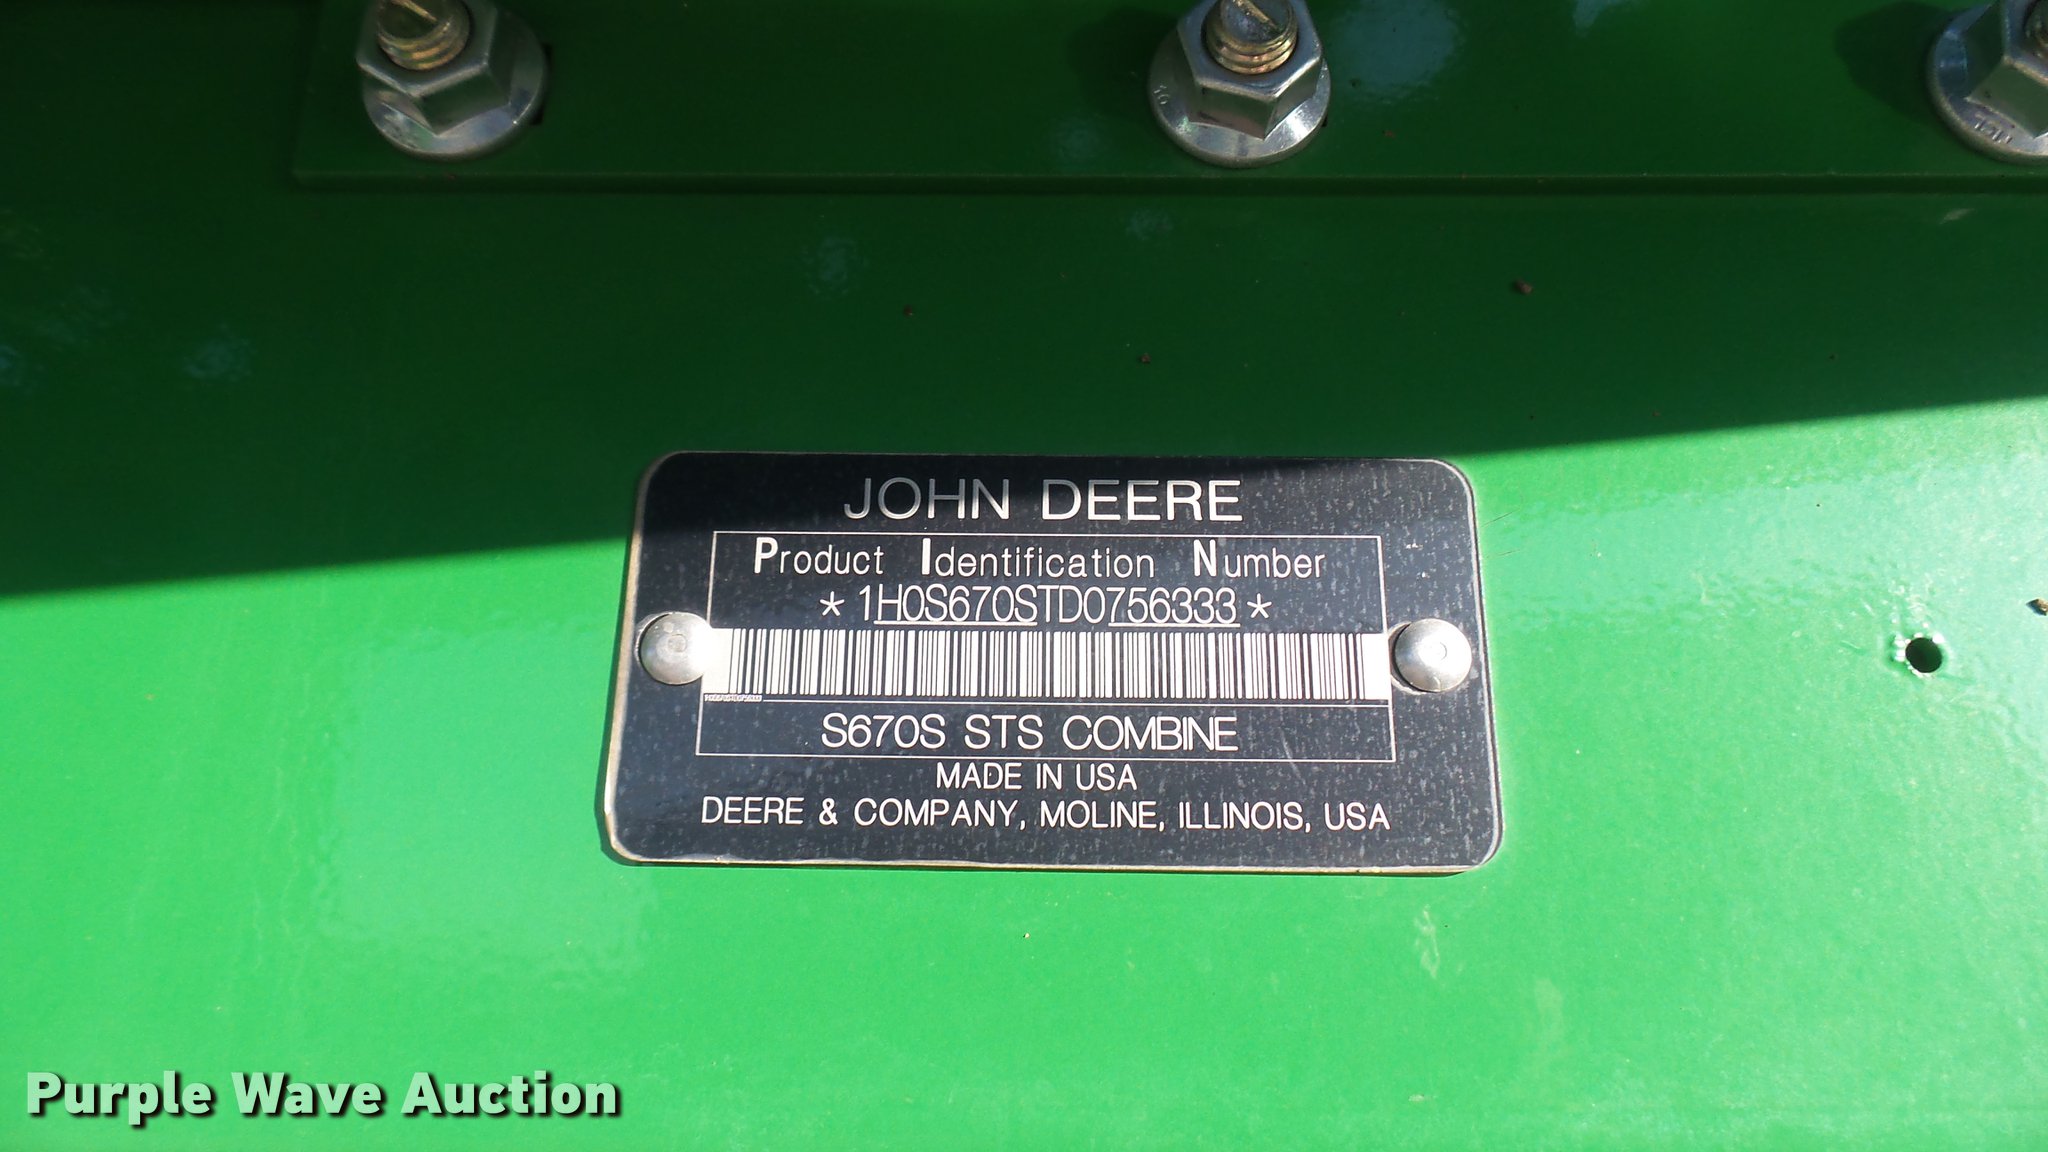 JOHN DEERE
Product Identification Number
*1H0S670STD0756333*
S670S STS COMBINE
MADE IN USA
DEERE & COMPANY, MOLINE, ILLINOIS, USA
Purple Wave Auction